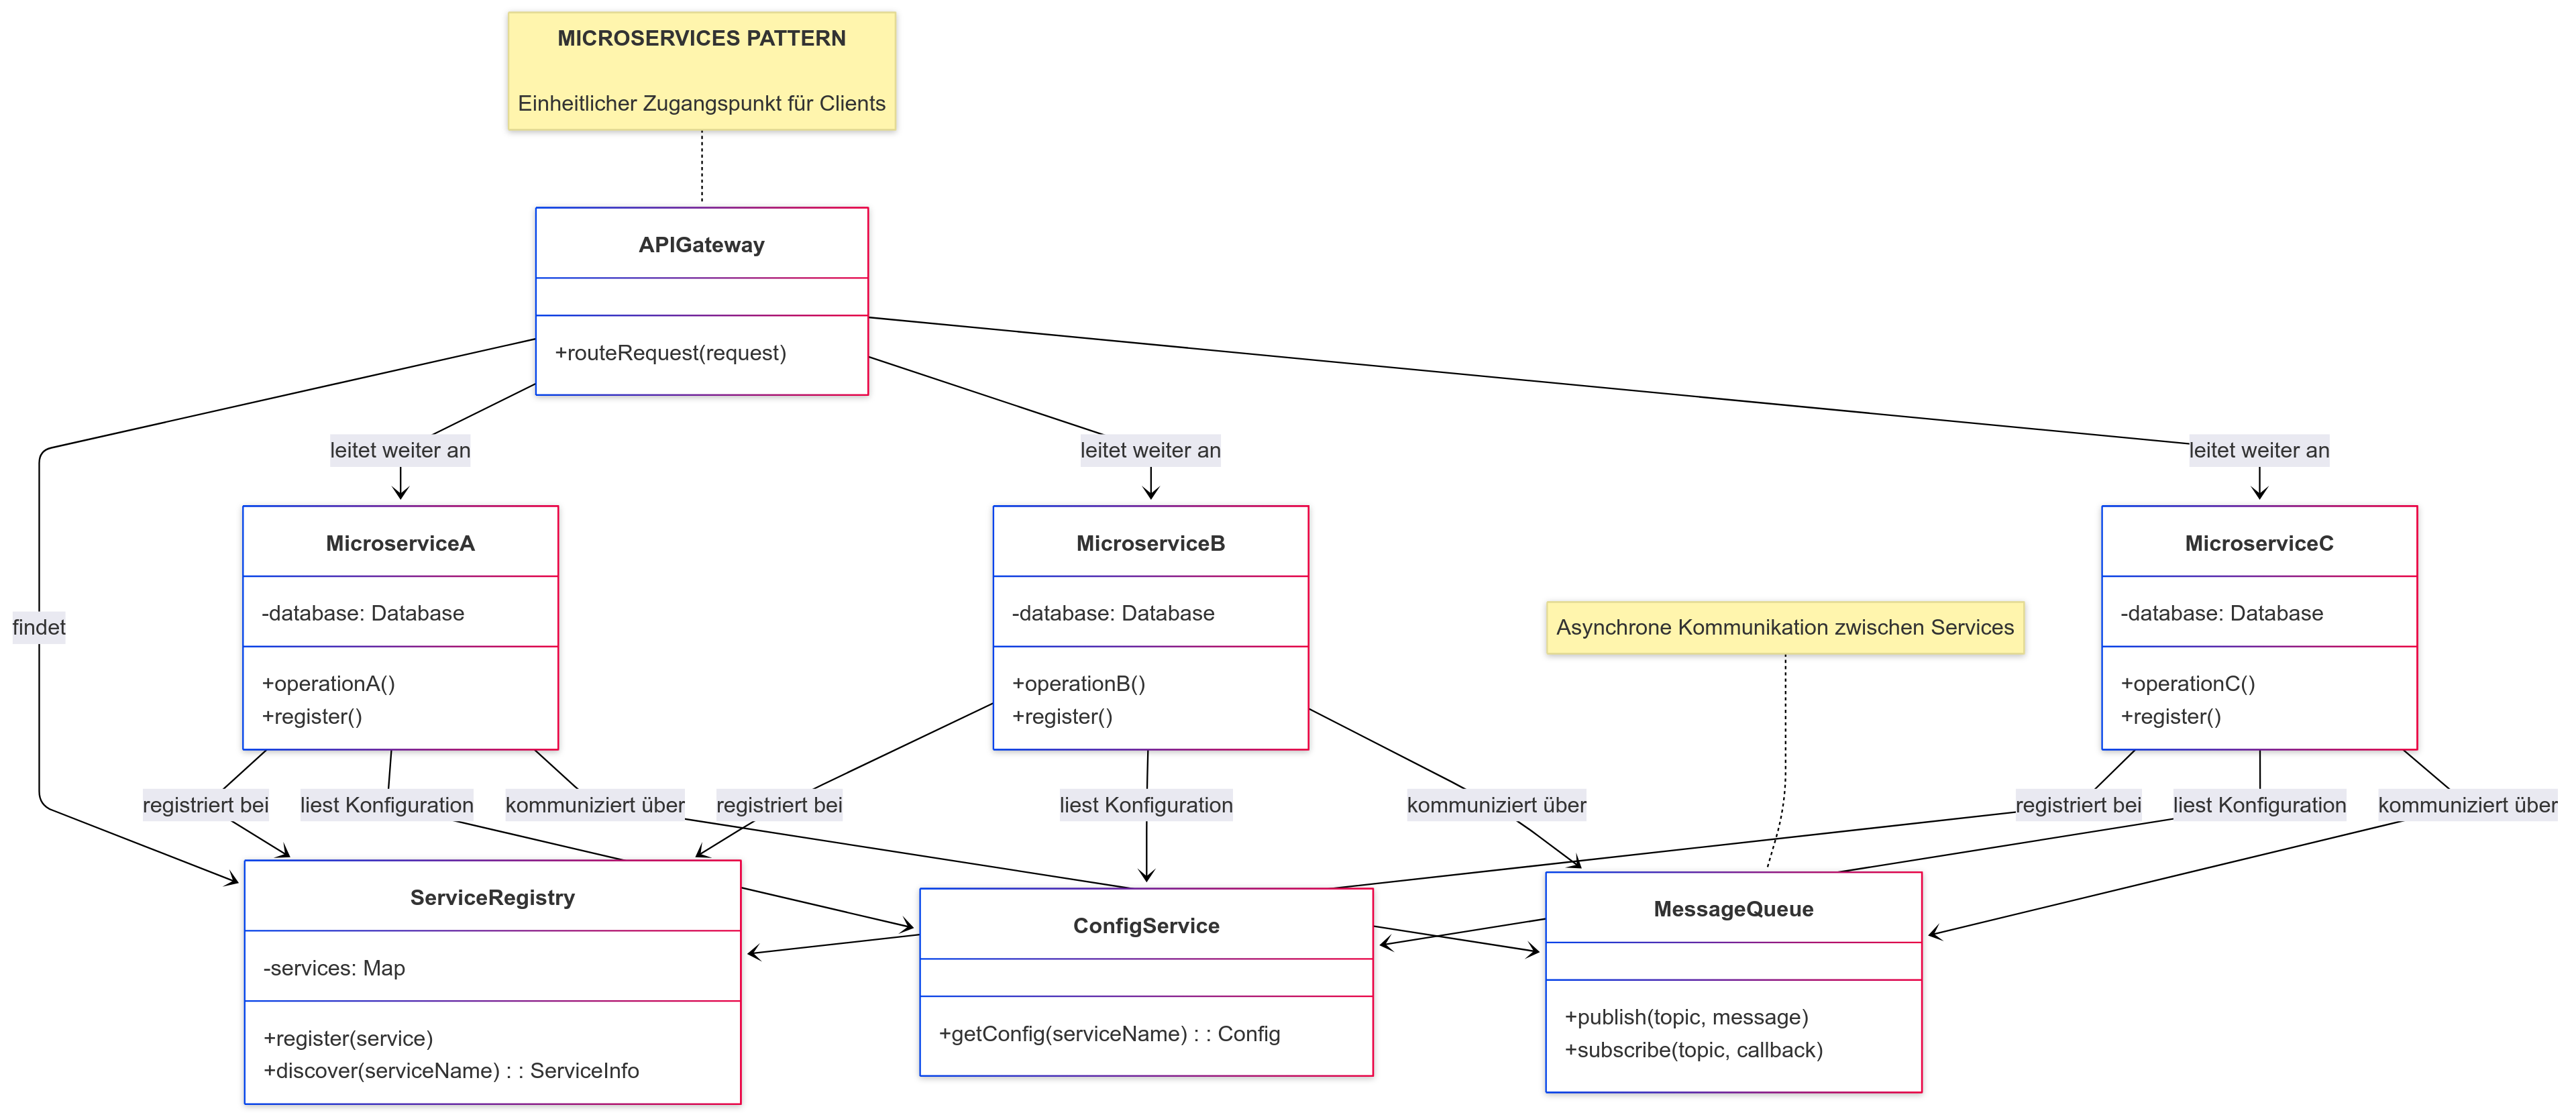 MICROSERVICES PATTERN
Einheitlicher Zugangspunkt für Clients
APIGateway
+routeRequest(request)
leitet weiter an
leitet weiter an
leitet weiter an
findet
MicroserviceA
-database: Database
+operationA()
+register()
MicroserviceB
-database: Database
+operationB()
+register()
Asynchrone Kommunikation zwischen Services
MicroserviceC
-database: Database
+operationC()
+register()
registriert bei
liest Konfiguration
kommuniziert über
registriert bei
liest Konfiguration
kommuniziert über
registriert bei
liest Konfiguration
kommuniziert über
ServiceRegistry
-services: Map
+register(service)
+discover(serviceName) : : ServiceInfo
ConfigService
+getConfig(serviceName) : : Config
MessageQueue
+publish(topic, message)
+subscribe(topic, callback)